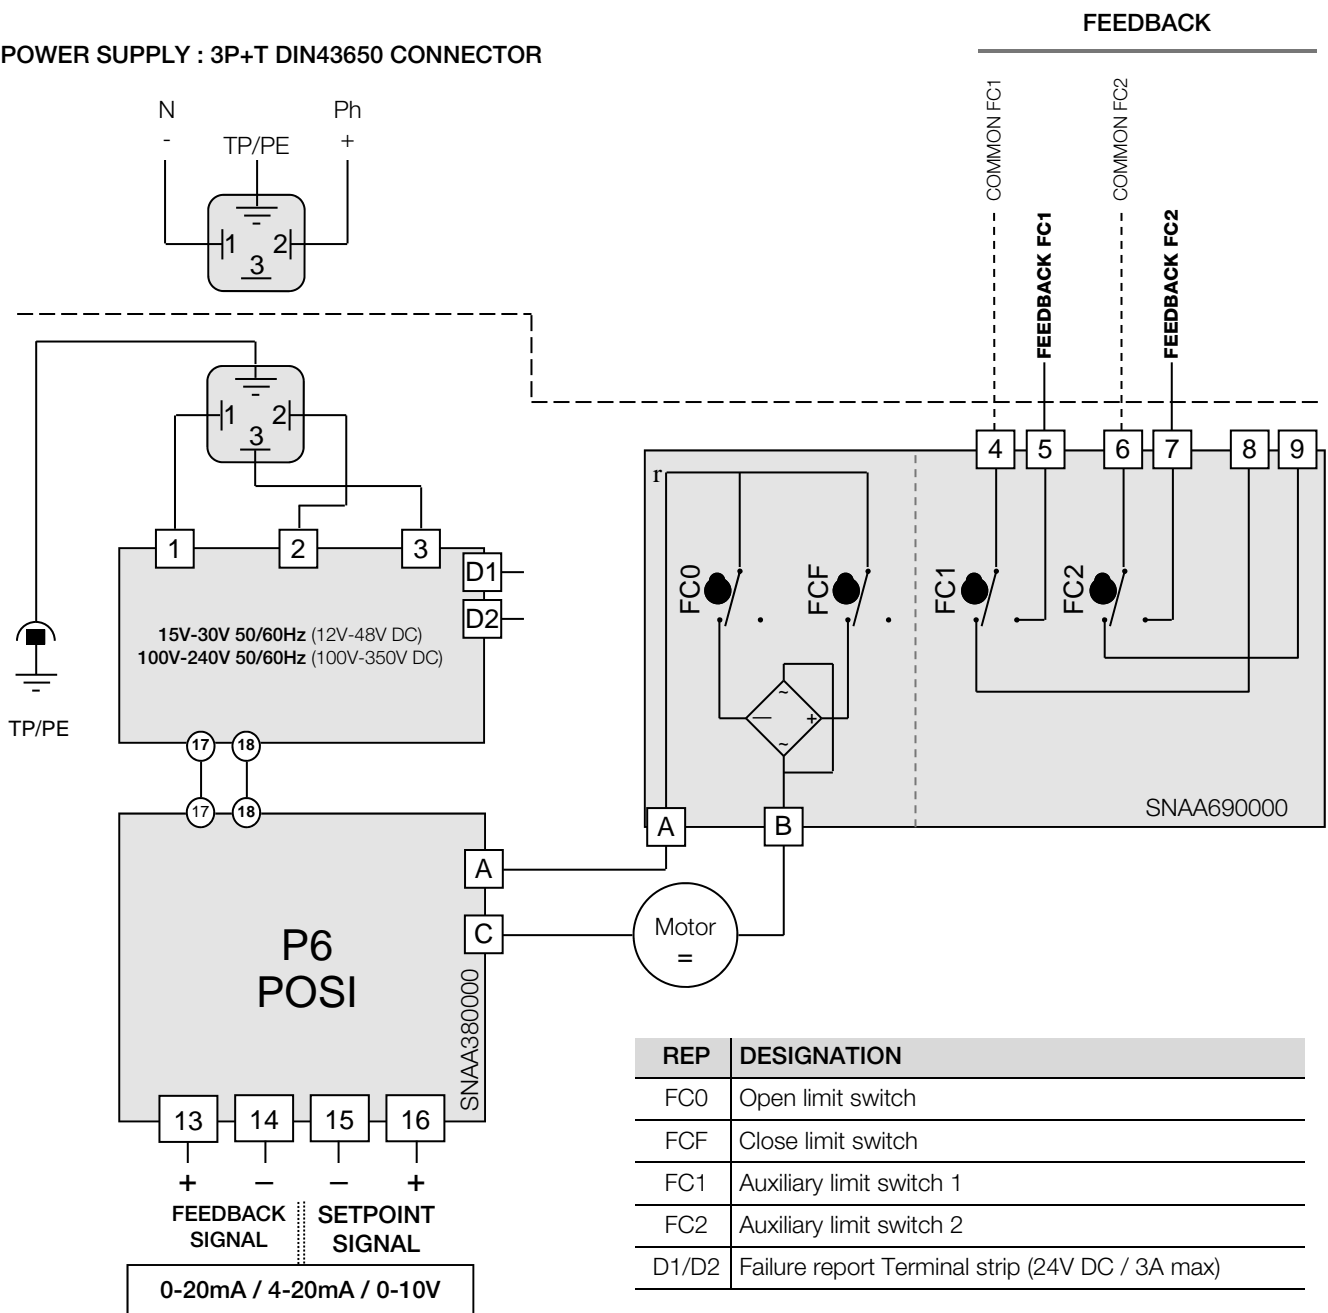 FEEDBACK
POWER SUPPLY : 3P+T DIN43650 CONNECTOR
N
Ph
-
TP/PE
+
1
2
3
COMMON FC1
FEEDBACK FC1
COMMON FC2
FEEDBACK FC2
1
2
3
4
5
6
7
8
9
r
FC0
FCF
FC1
FC2
1
2
3
D1
D2
15V-30V 50/60Hz (12V-48V DC)
100V-240V 50/60Hz (100V-350V DC)
TP/PE
~
—
+
~
17
18
17
18
SNAA690000
A
B
A
C
Motor
=
P6
POSI
SNAA380000
13
14
15
16
+
–
–
+
FEEDBACK
SIGNAL
SETPOINT
SIGNAL
0-20mA / 4-20mA / 0-10V
REP DESIGNATION
FC0 Open limit switch
FCF Close limit switch
FC1 Auxiliary limit switch 1
FC2 Auxiliary limit switch 2
D1/D2 Failure report Terminal strip (24V DC / 3A max)